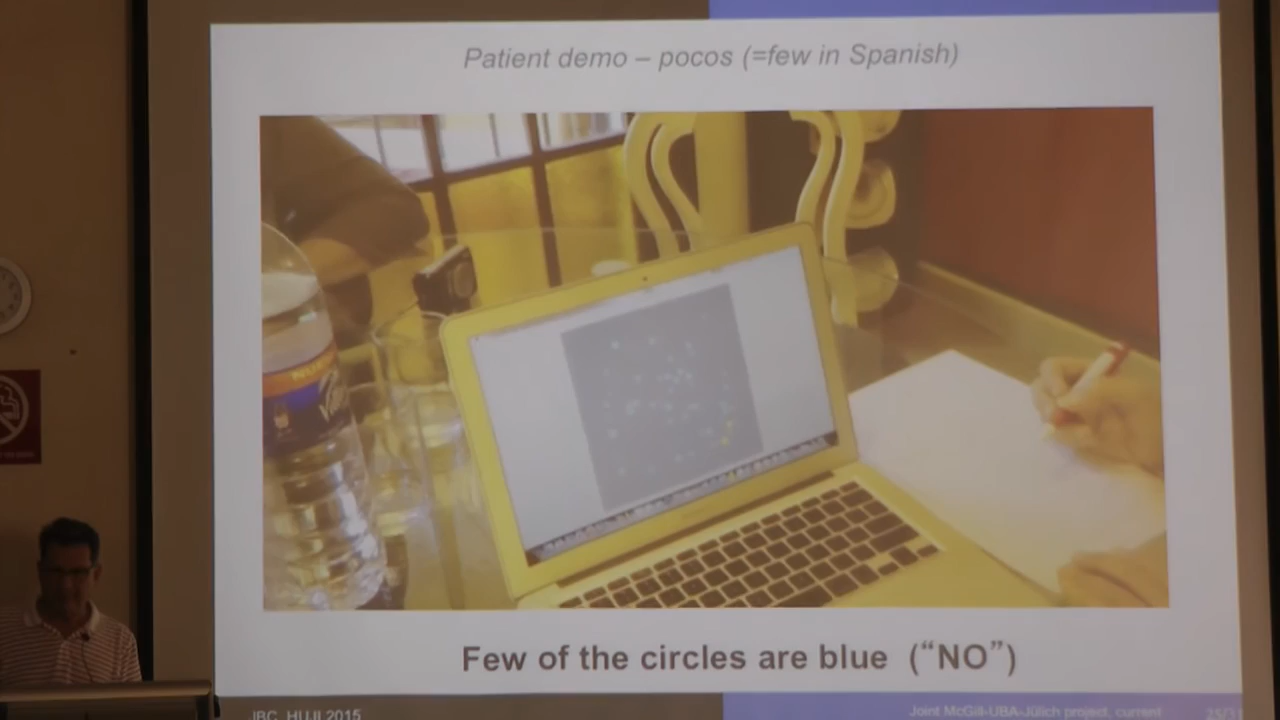 Patient demo – pocos (=few in Spanish)
Few of the circles are blue (“NO”)
JBC, HUJI 2015
Joint McGill-UBA-Jülich project, current